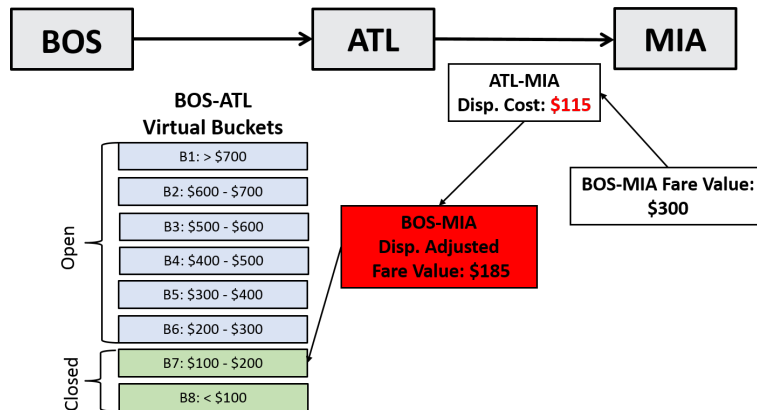 BOS
ATL
MIA
ATL-MIA
Disp. Cost: $115
BOS-ATL
Virtual Buckets
B1: > $700
B2: $600 - $700
B3: $500 - $600
B4: $400 - $500
B5: $300 - $400
B6: $200 - $300
B7: $100 - $200
B8: < $100
Open
Closed
BOS-MIA
Disp. Adjusted
Fare Value: $185
BOS-MIA Fare Value:
$300